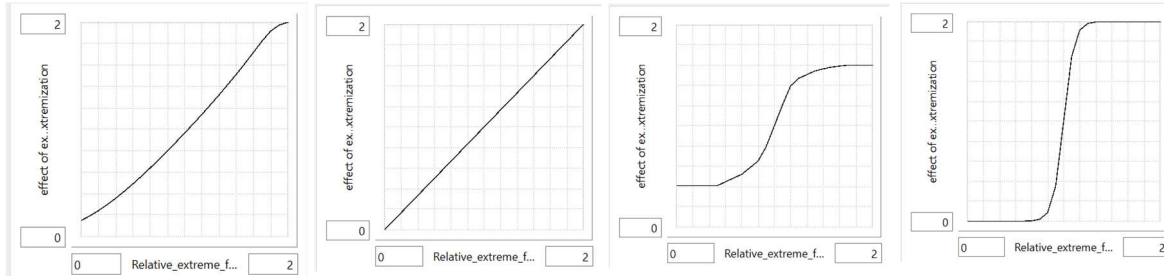 2
effect of ex...xtremization
0
0 Relative_extreme_f... 2
2
effect of ex...xtremization
0
0 Relative_extreme_f... 2
2
effect of ex...xtremization
0
0 Relative_extreme_f... 2
2
effect of ex...xtremization
0
0 Relative_extreme_f... 2